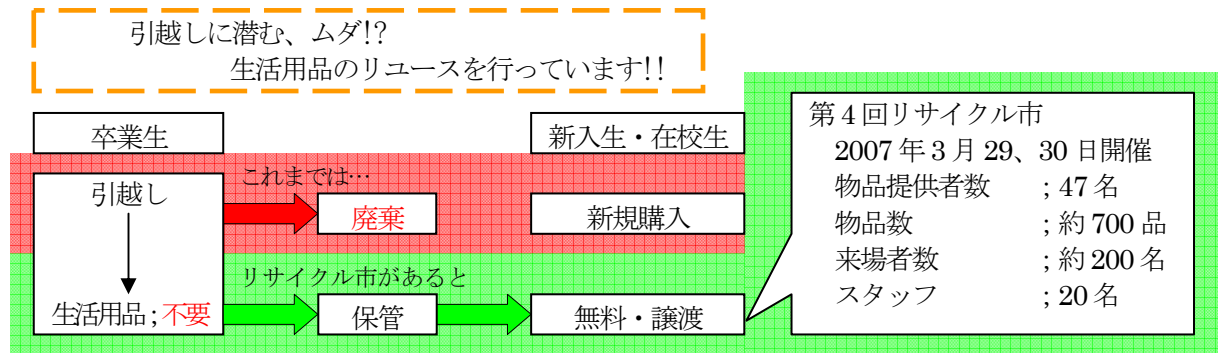 引越しに潜む、ムダ!?
生活用品のリユースを行っています!!
卒業生
新入生・在校生
引越し
生活用品;不要
これまでは…
廃棄
新規購入
リサイクル市があると
保管
無料・譲渡
第4回リサイクル市
2007年3月29、30日開催
物品提供者数 ;47名
物品数 ;約700品
来場者数 ;約200名
スタッフ ;20名